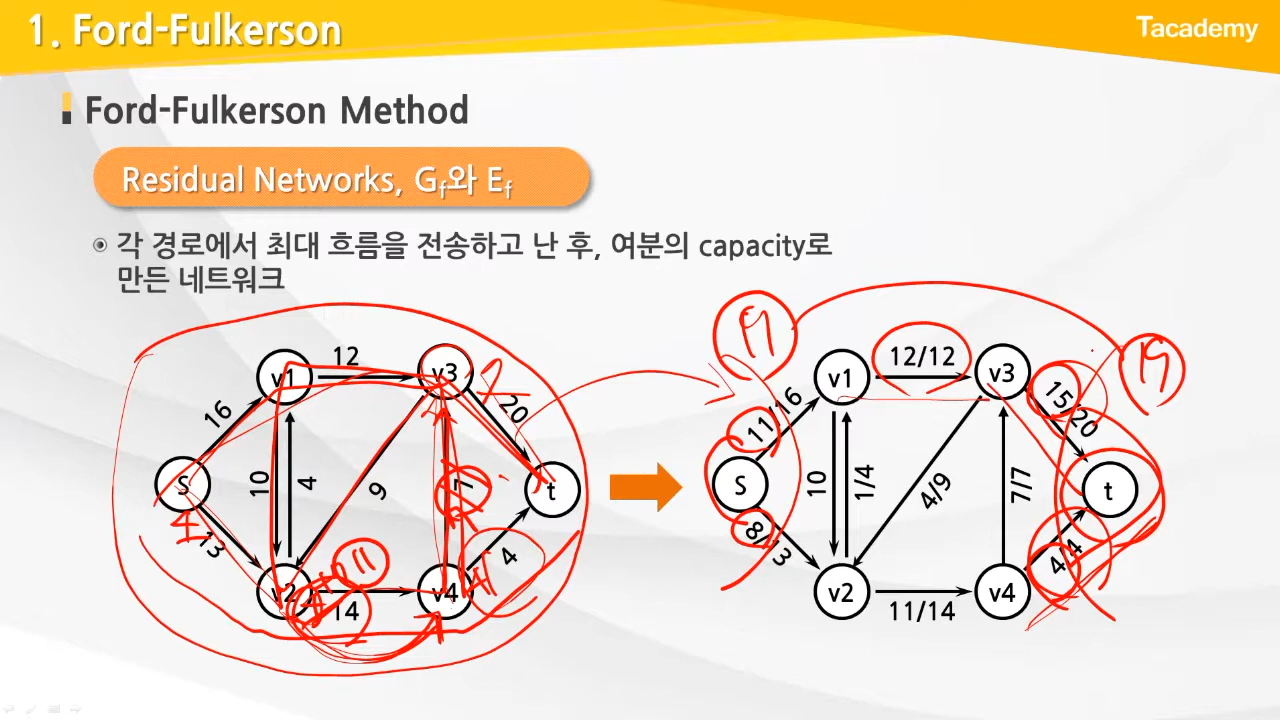 1. Ford-Fulkerson
Tacademy
Ford-Fulkerson Method
Residual Networks, Gf와 Ef
각 경로에서 최대 흐름을 전송하고 난 후, 여분의 capacity로
만든 네트워크
v1
12
v3
16
20
S
10
4
9
7
t
13
4
v2
14
v4
11
19
v1
12/12
v3
19
11/16
15/20
S
10
1/4
4/9
7/7
t
8/13
4/4
v2
11/14
v4